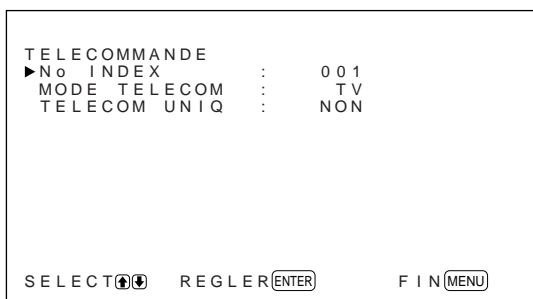 TELECOMMANDE
▶No INDEX : 001
MODE TELECOM : TV
TELECOM UNIQ : NON
SELECT⬆⬇ REGLER ENTER FIN MENU